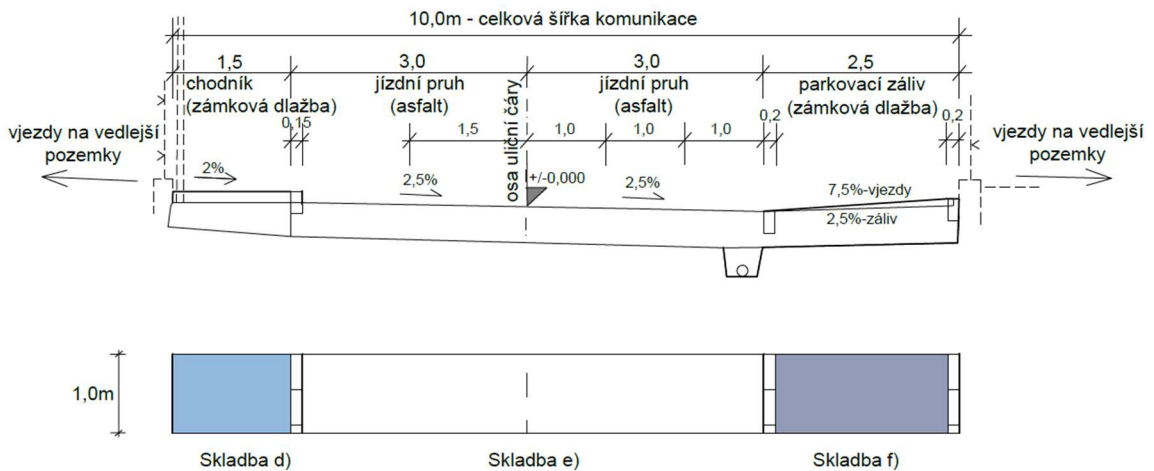 10,0m - celková šířka komunikace
1,5
3,0
3,0
2,5
chodník
(zámková dlažba)
jízdní pruh
(asfalt)
osa uliční čáry
jízdní pruh
(asfalt)
parkovací záliv
(zámková dlažba)
0,15
1,5
1,0
1,0
1,0
0,2
0,2
vjezdy na vedlejší
pozemky
vjezdy na vedlejší
pozemky
2%
2,5%
+/-0,000
2,5%
7,5%-vjezdy
2,5%-záliv
1,0m
Skladba d)
Skladba e)
Skladba f)